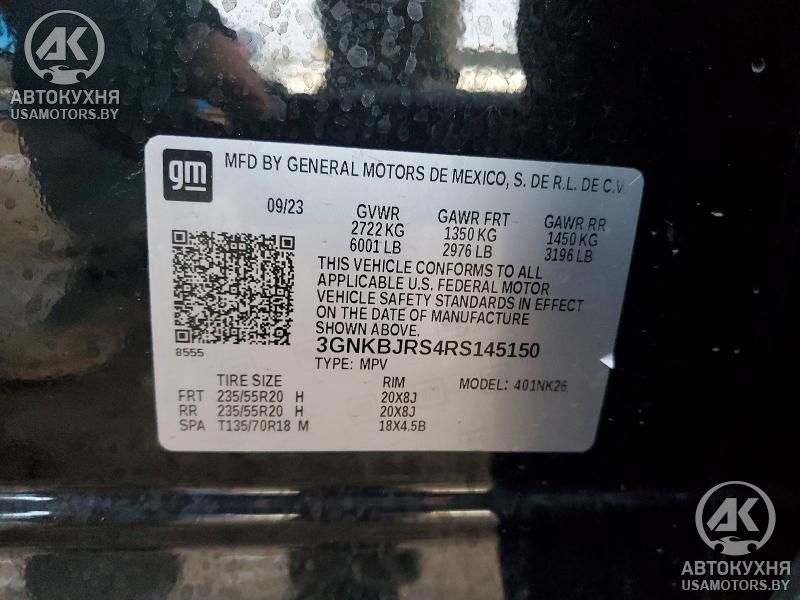 AK
АВТОКУХНЯ
USAMOTORS.BY
gm MFD BY GENERAL MOTORS DE MEXICO, S. DE R.L. DE C.V.
09/23 GVWR GAWR FRT GAWR RR
2722 KG 1350 KG 1450 KG
6001 LB 2976 LB 3196 LB
THIS VEHICLE CONFORMS TO ALL
APPLICABLE U.S. FEDERAL MOTOR
VEHICLE SAFETY STANDARDS IN EFFECT
ON THE DATE OF MANUFACTURE
SHOWN ABOVE.
8555 3GNKBJRS4RS145150
TYPE: MPV
TIRE SIZE RIM MODEL: 401NK26
FRT 235/55R20 H 20X8J
RR 235/55R20 H 20X8J
SPA T135/70R18 M 18X4.5B
AK
АВТОКУХНЯ
USAMOTORS.BY